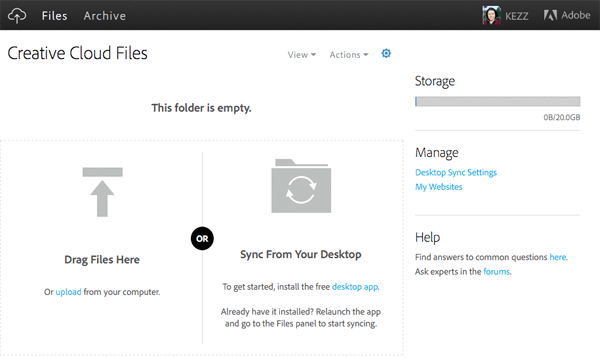 Files Archive KEZZ Adobe
Creative Cloud Files View Actions
This folder is empty.
Drag Files Here
Or upload from your computer.
OR
Sync From Your Desktop
To get started, install the free desktop app.
Already have it installed? Relaunch the app
and go to the Files panel to start syncing.
Storage
0B/20.0GB
Manage
Desktop Sync Settings
My Websites
Help
Find answers to common questions here.
Ask experts in the forums.